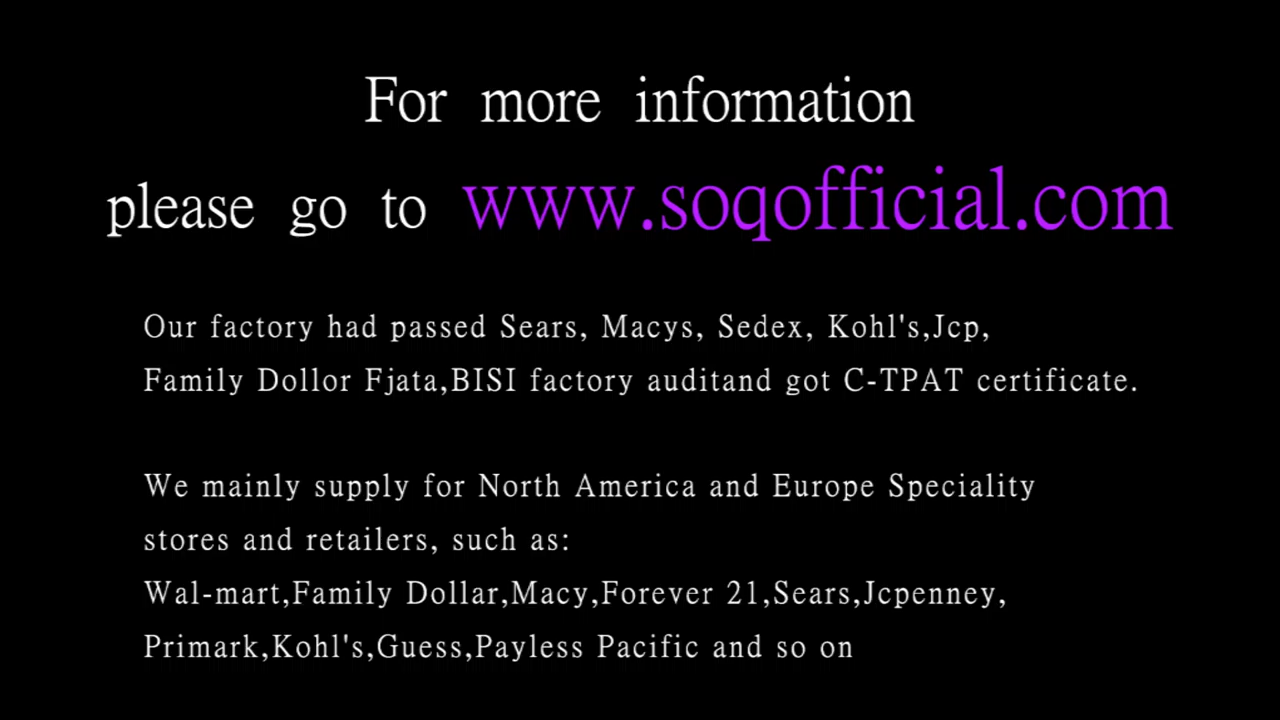 For more information
please go to www.soqofficial.com
Our factory had passed Sears, Macys, Sedex, Kohl's,Jcp,
Family Dollor Fjata,BISI factory auditand got C-TPAT certificate.
We mainly supply for North America and Europe Speciality
stores and retailers, such as:
Wal-mart,Family Dollar,Macy,Forever 21,Sears,Jcpenney,
Primark,Kohl's,Guess,Payless Pacific and so on